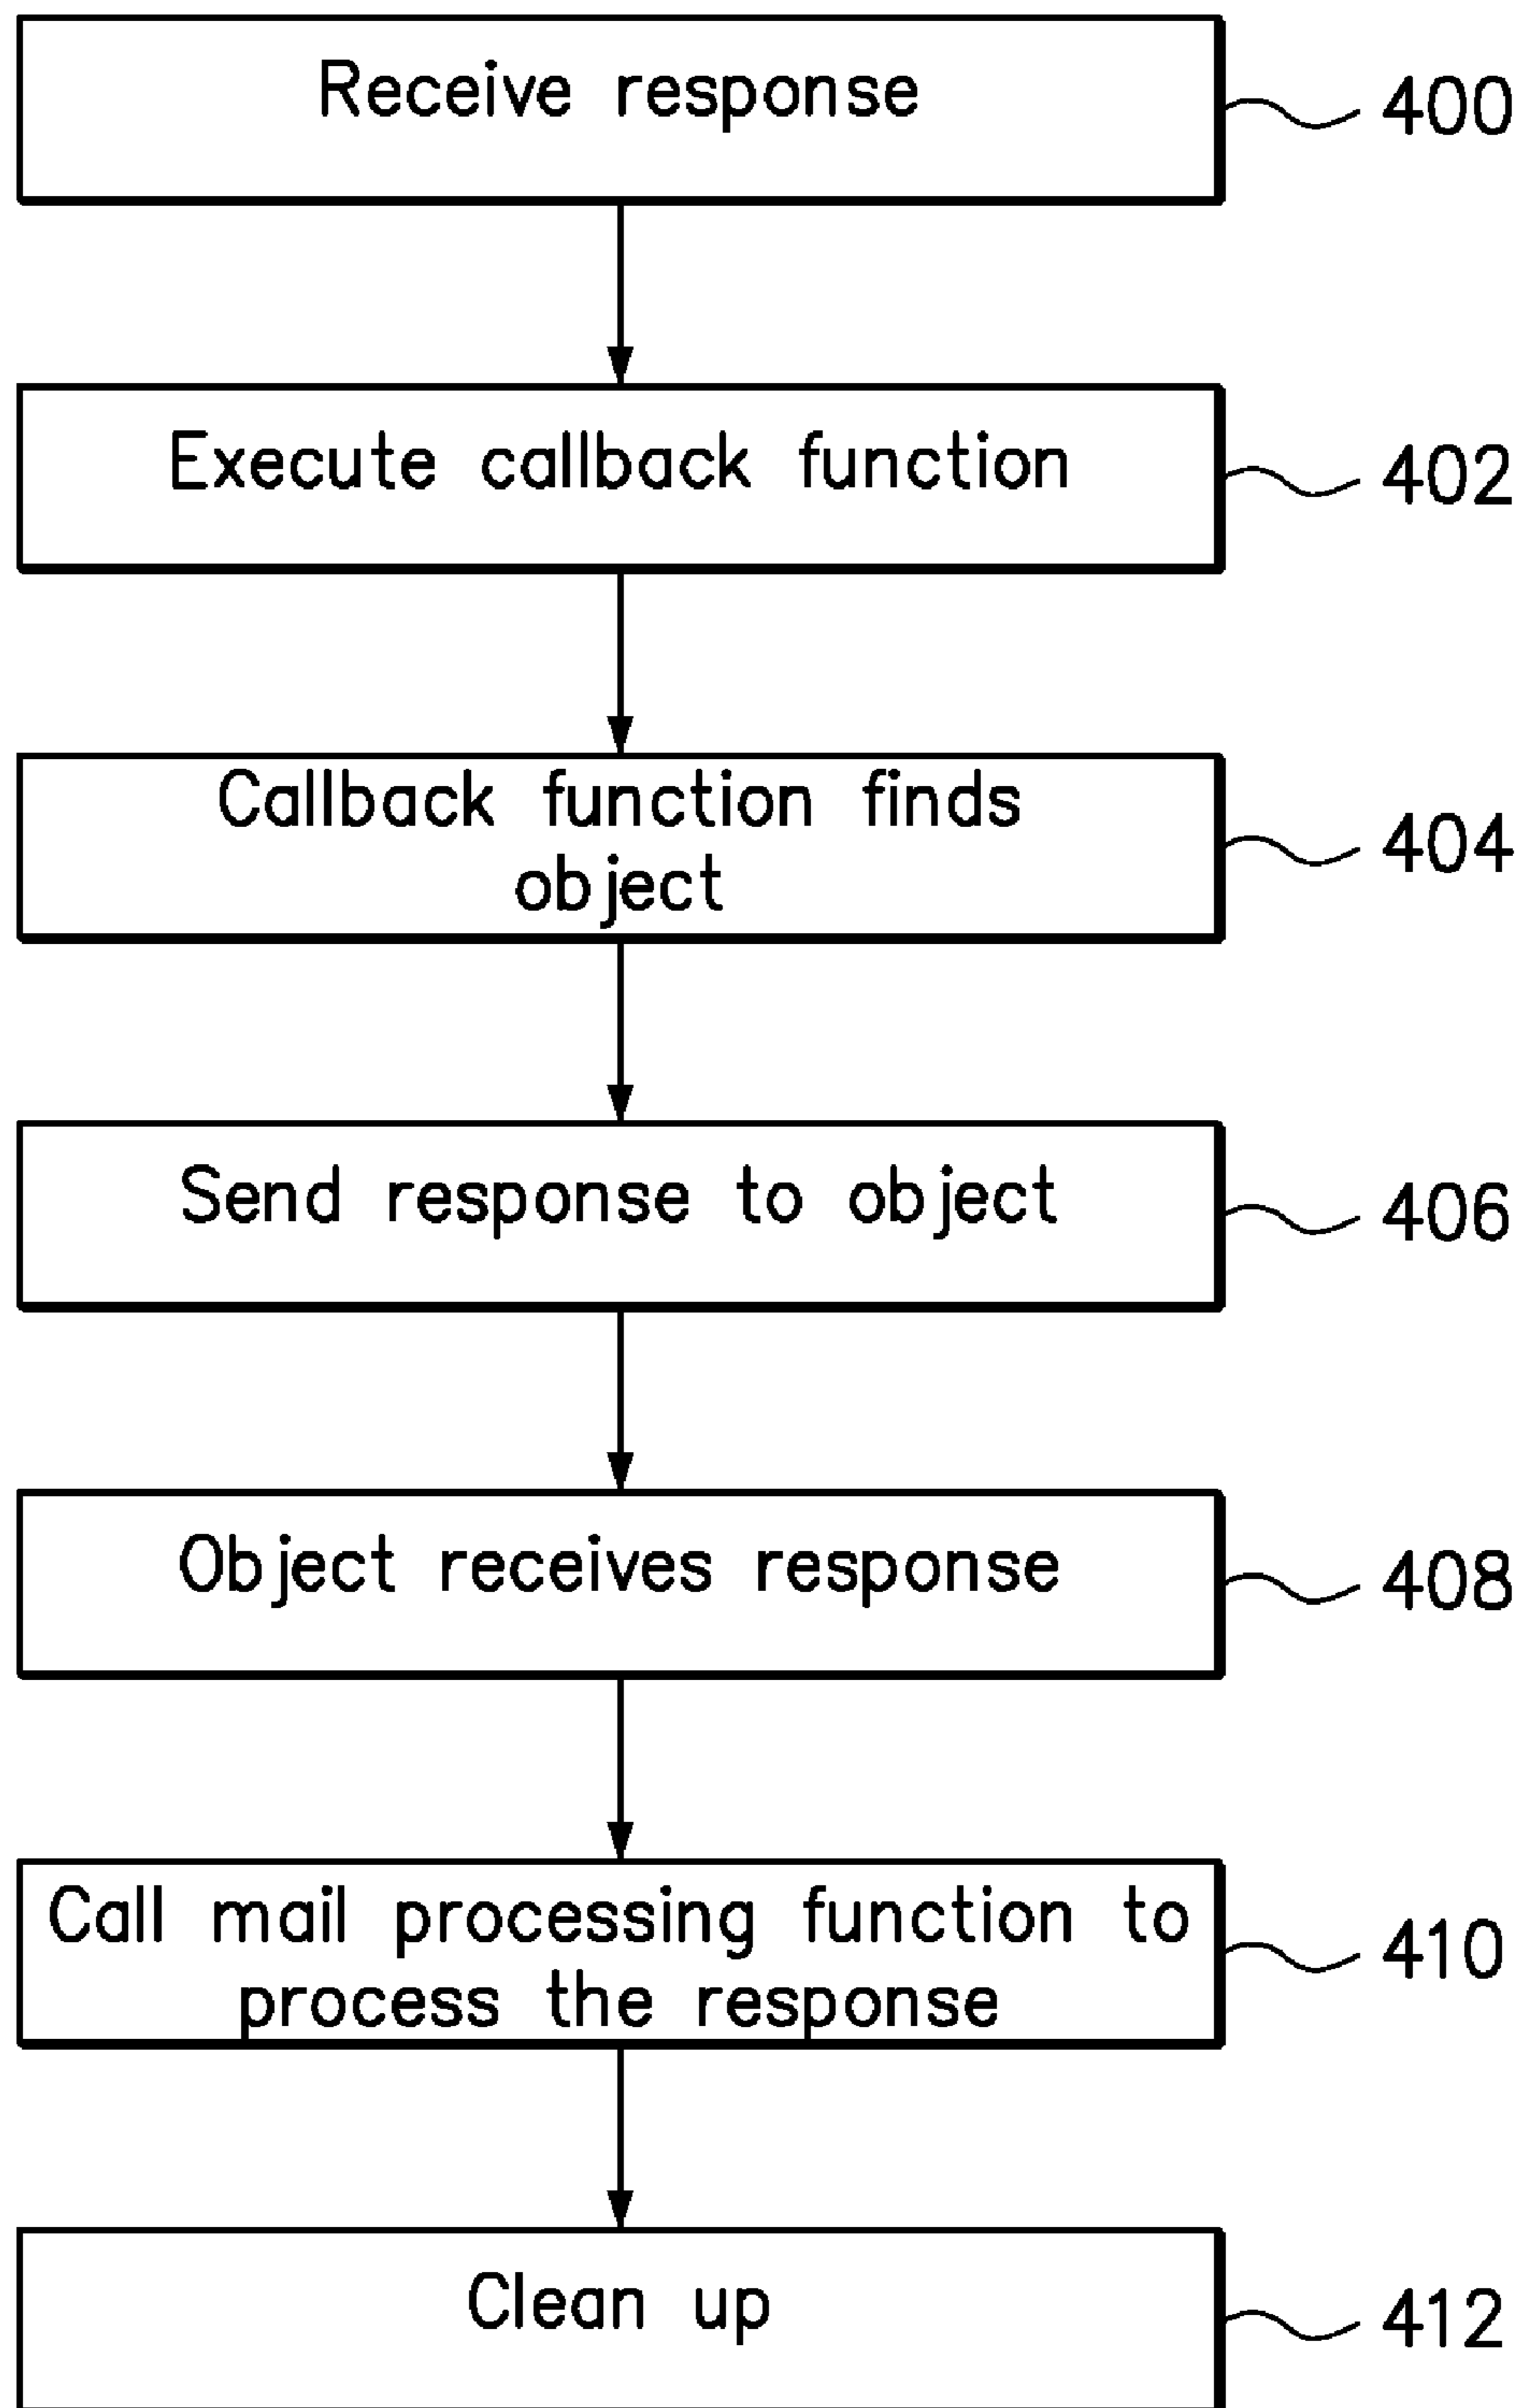 Receive response
400
Execute callback function
402
Callback function finds
object
404
Send response to object
406
Object receives response
408
Call mail processing function to
process the response
410
Clean up
412